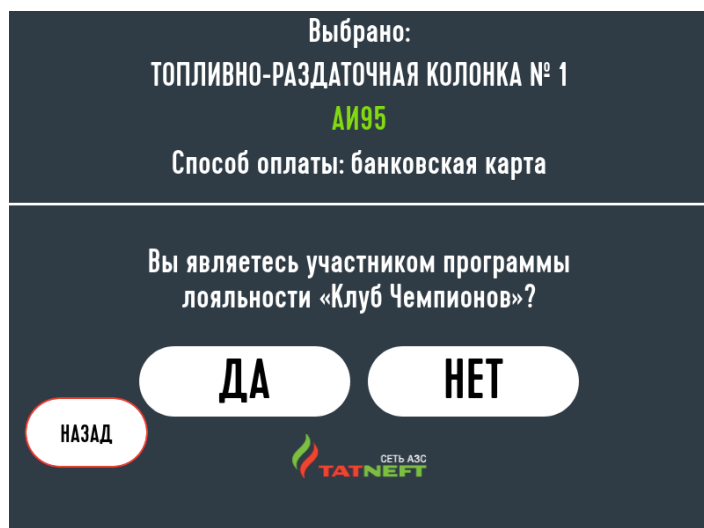 Выбрано:
ТОПЛИВНО-РАЗДАТОЧНАЯ КОЛОНКА № 1
АИ95
Способ оплаты: банковская карта
Вы являетесь участником программы
лояльности «Клуб Чемпионов»?
ДА НЕТ
НАЗАД
СЕТЬ АЗС
TATNEFT